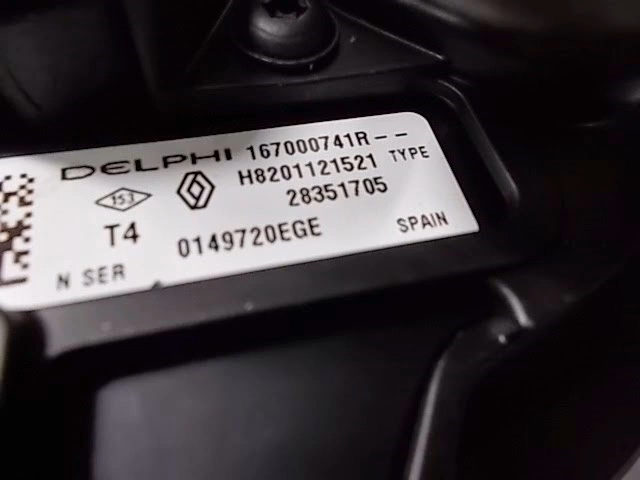 DELPHI 167000741R--
153 H8201121521 TYPE
28351705
T4 0149720EGE SPAIN
N SER